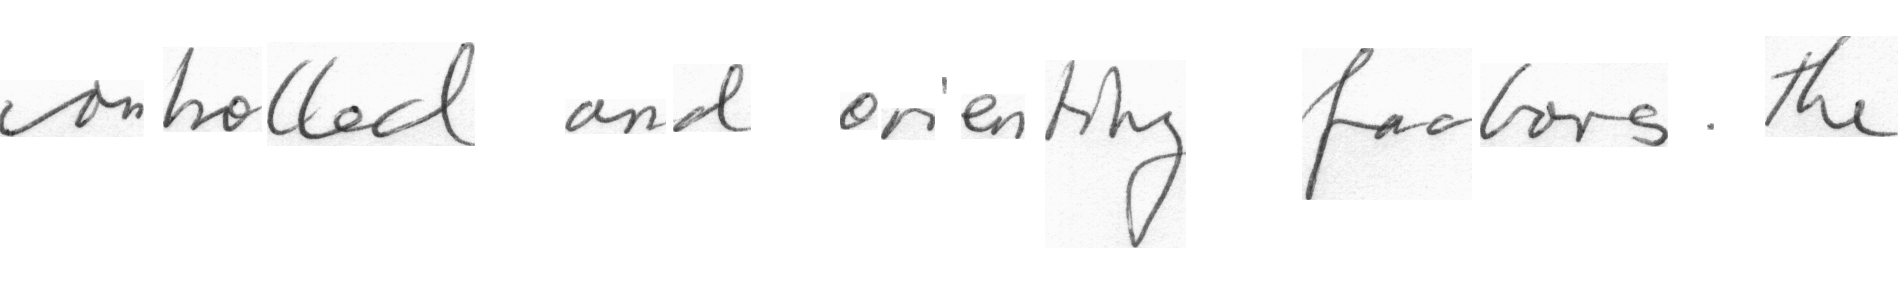 controlled and orienting factors. the